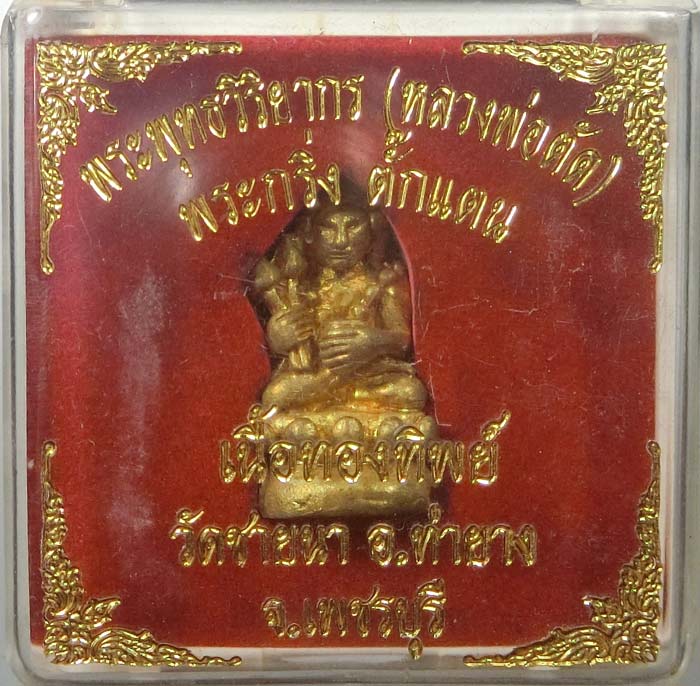 พระพุทธวิริยากร (หลวงพ่อตัด)
พระกริ่ง ตั๊กแตน
เนื้อทองทิพย์
วัดชายนา อ.ท่ายาง
จ.เพชรบุรี